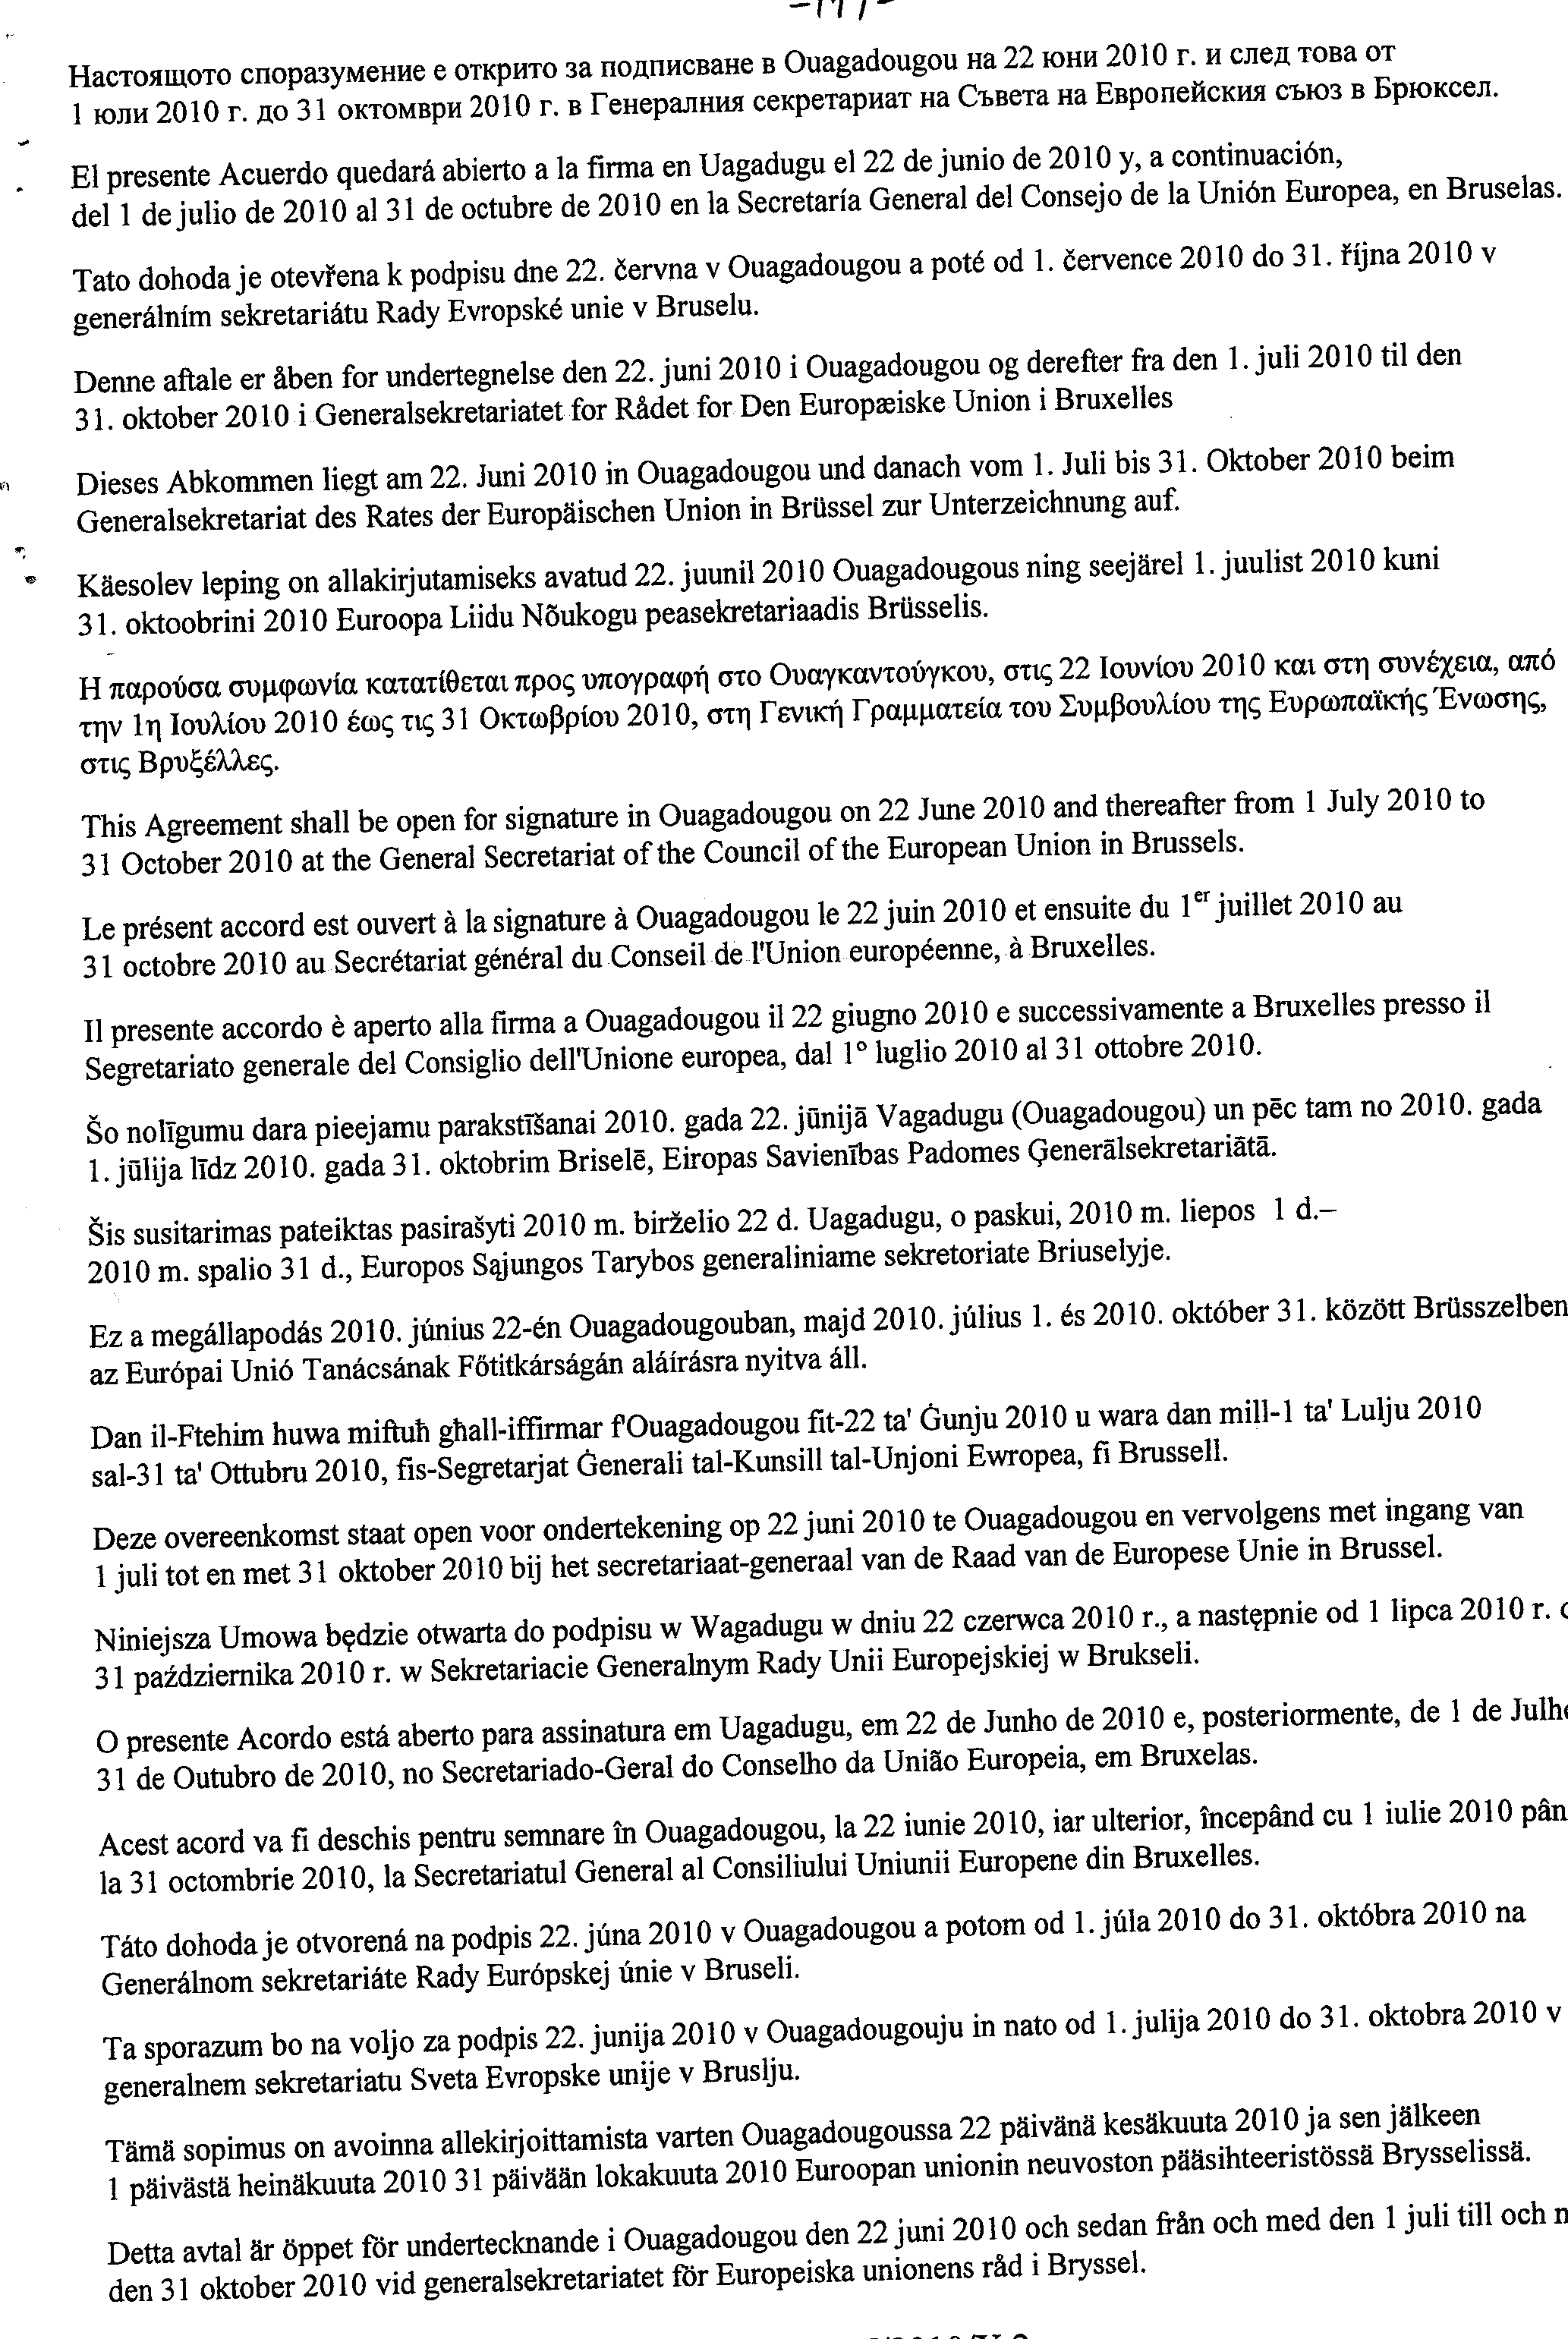 Настоящото споразумение е открито за подписване в Ouagadougou на 22 юни 2010 г. и след това от
1 юли 2010 г. до 31 октомври 2010 г. в Генералния секретариат на Съвета на Европейския съюз в Брюксел.
El presente Acuerdo quedará abierto a la firma en Uagadugu el 22 de junio de 2010 y, a continuación,
del 1 de julio de 2010 al 31 de octubre de 2010 en la Secretaría General del Consejo de la Unión Europea, en Bruselas.
Tato dohoda je otevřena k podpisu dne 22. června v Ouagadougou a poté od 1. července 2010 do 31. října 2010 v
generálním sekretariátu Rady Evropské unie v Bruselu.
Denne aftale er åben for undertegnelse den 22. juni 2010 i Ouagadougou og derefter fra den 1. juli 2010 til den
31. oktober 2010 i Generalsekretariatet for Rådet for Den Europæiske Union i Bruxelles
Dieses Abkommen liegt am 22. Juni 2010 in Ouagadougou und danach vom 1. Juli bis 31. Oktober 2010 beim
Generalsekretariat des Rates der Europäischen Union in Brüssel zur Unterzeichnung auf.
Käesolev leping on allakirjutamiseks avatud 22. juunil 2010 Ouagadougous ning seejärel 1. juulist 2010 kuni
31. oktoobrini 2010 Euroopa Liidu Nõukogu peasekretariaadis Brüsselis.
Η παρούσα συμφωνία κατατίθεται προς υπογραφή στο Ουαγκαντούγκου, στις 22 Ιουνίου 2010 και στη συνέχεια, από
την 1η Ιουλίου 2010 έως τις 31 Οκτωβρίου 2010, στη Γενική Γραμματεία του Συμβουλίου της Ευρωπαϊκής Ένωσης,
στις Βρυξέλλες.
This Agreement shall be open for signature in Ouagadougou on 22 June 2010 and thereafter from 1 July 2010 to
31 October 2010 at the General Secretariat of the Council of the European Union in Brussels.
Le présent accord est ouvert à la signature à Ouagadougou le 22 juin 2010 et ensuite du 1er juillet 2010 au
31 octobre 2010 au Secrétariat général du Conseil de l'Union européenne, à Bruxelles.
Il presente accordo è aperto alla firma a Ouagadougou il 22 giugno 2010 e successivamente a Bruxelles presso il
Segretariato generale del Consiglio dell'Unione europea, dal 1° luglio 2010 al 31 ottobre 2010.
Šo nolīgumu dara pieejamu parakstīšanai 2010. gada 22. jūnijā Vagadugu (Ouagadougou) un pēc tam no 2010. gada
1. jūlija līdz 2010. gada 31. oktobrim Briselē, Eiropas Savienības Padomes Ģenerālsekretariātā.
Šis susitarimas pateiktas pasirašyti 2010 m. birželio 22 d. Uagadugu, o paskui, 2010 m. liepos 1 d.–
2010 m. spalio 31 d., Europos Sąjungos Tarybos generaliniame sekretoriate Briuselyje.
Ez a megállapodás 2010. június 22-én Ouagadougouban, majd 2010. július 1. és 2010. október 31. között Brüsszelben
az Európai Unió Tanácsának Főtitkárságán aláírásra nyitva áll.
Dan il-Ftehim huwa miftuħ għall-iffirmar f'Ouagadougou fit-22 ta' Ġunju 2010 u wara dan mill-1 ta' Lulju 2010
sal-31 ta' Ottubru 2010, fis-Segretarjat Ġenerali tal-Kunsill tal-Unjoni Ewropea, fi Brussell.
Deze overeenkomst staat open voor ondertekening op 22 juni 2010 te Ouagadougou en vervolgens met ingang van
1 juli tot en met 31 oktober 2010 bij het secretariaat-generaal van de Raad van de Europese Unie in Brussel.
Niniejsza Umowa będzie otwarta do podpisu w Wagadugu w dniu 22 czerwca 2010 r., a następnie od 1 lipca 2010 r.
31 października 2010 r. w Sekretariacie Generalnym Rady Unii Europejskiej w Brukseli.
O presente Acordo está aberto para assinatura em Uagadugu, em 22 de Junho de 2010 e, posteriormente, de 1 de Julho
31 de Outubro de 2010, no Secretariado-Geral do Conselho da União Europeia, em Bruxelas.
Acest acord va fi deschis pentru semnare în Ouagadougou, la 22 iunie 2010, iar ulterior, începând cu 1 iulie 2010 pân
la 31 octombrie 2010, la Secretariatul General al Consiliului Uniunii Europene din Bruxelles.
Táto dohoda je otvorená na podpis 22. júna 2010 v Ouagadougou a potom od 1. júla 2010 do 31. októbra 2010 na
Generálnom sekretariáte Rady Európskej únie v Bruseli.
Ta sporazum bo na voljo za podpis 22. junija 2010 v Ouagadougouju in nato od 1. julija 2010 do 31. oktobra 2010 v
generalnem sekretariatu Sveta Evropske unije v Bruslju.
Tämä sopimus on avoinna allekirjoittamista varten Ouagadougoussa 22 päivänä kesäkuuta 2010 ja sen jälkeen
1 päivästä heinäkuuta 2010 31 päivään lokakuuta 2010 Euroopan unionin neuvoston pääsihteeristössä Brysselissä.
Detta avtal är öppet för undertecknande i Ouagadougou den 22 juni 2010 och sedan från och med den 1 juli till och
den 31 oktober 2010 vid generalsekretariatet för Europeiska unionens råd i Bryssel.